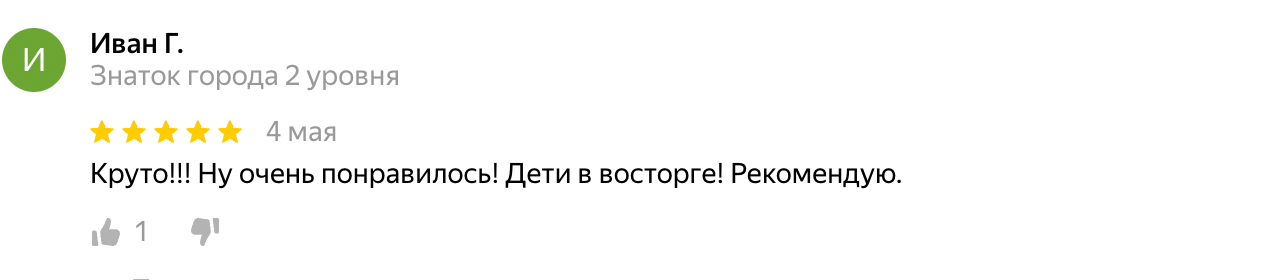 И
Иван Г.
Знаток города 2 уровня
4 мая
Круто!!! Ну очень понравилось! Дети в восторге! Рекомендую.
1